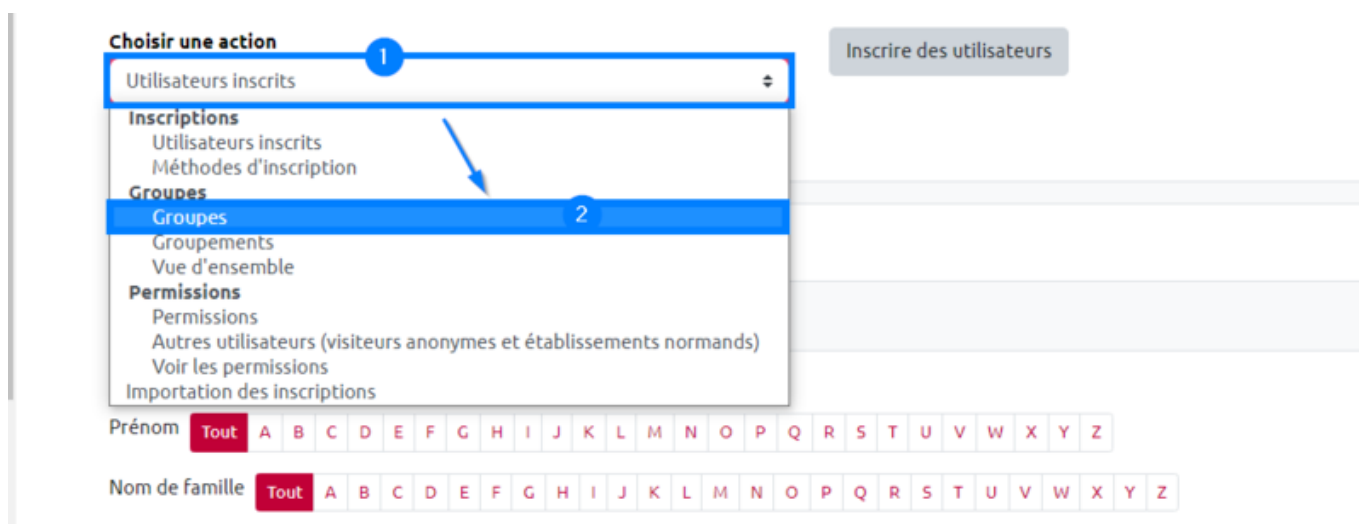 Choisir une action
1
Inscrire des utilisateurs
Utilisateurs inscrits
Inscriptions
Utilisateurs inscrits
Méthodes d'inscription
Groupes
Groupes
2
Groupements
Vue d'ensemble
Permissions
Permissions
Autres utilisateurs (visiteurs anonymes et établissements normands)
Voir les permissions
Importation des inscriptions
Prénom Tout A B C D E F G H I J K L M N O P Q R S T U V W X Y Z
Nom de famille Tout A B C D E F G H I J K L M N O P Q R S T U V W X Y Z